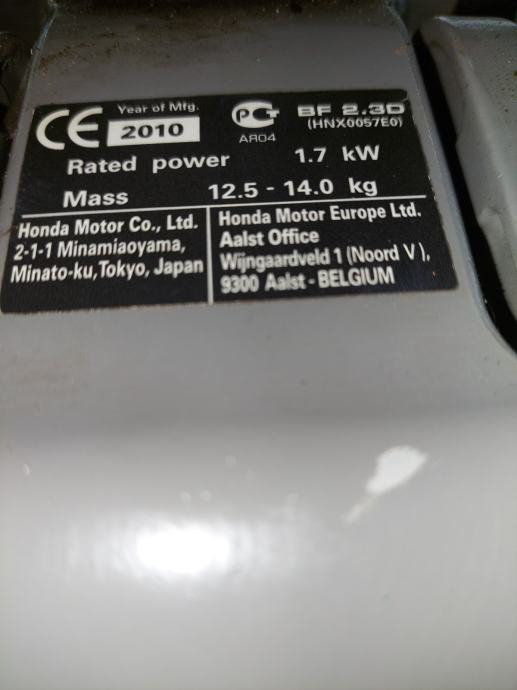 CE Year of Mfg. 2010
РСТ АЯ04
BF 2.3D
(HNX0057E0)
Rated power 1.7 kW
Mass 12.5 - 14.0 kg
Honda Motor Co., Ltd.
2-1-1 Minamiaoyama,
Minato-ku,Tokyo, Japan
Honda Motor Europe Ltd.
Aalst Office
Wijngaardveld 1 (Noord V),
9300 Aalst - BELGIUM